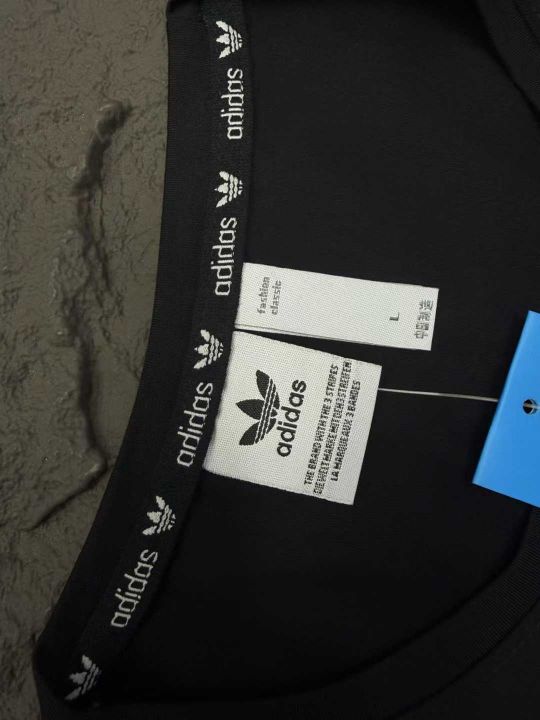 adidas
adidas
adidas
adidas
fashion
classic
L
中国制造
adidas
THE BRAND WITH THE 3 STRIPES
DIE WELTMARKE MIT DEN 3 STREIFEN
LA MARQUE AUX 3 BANDES